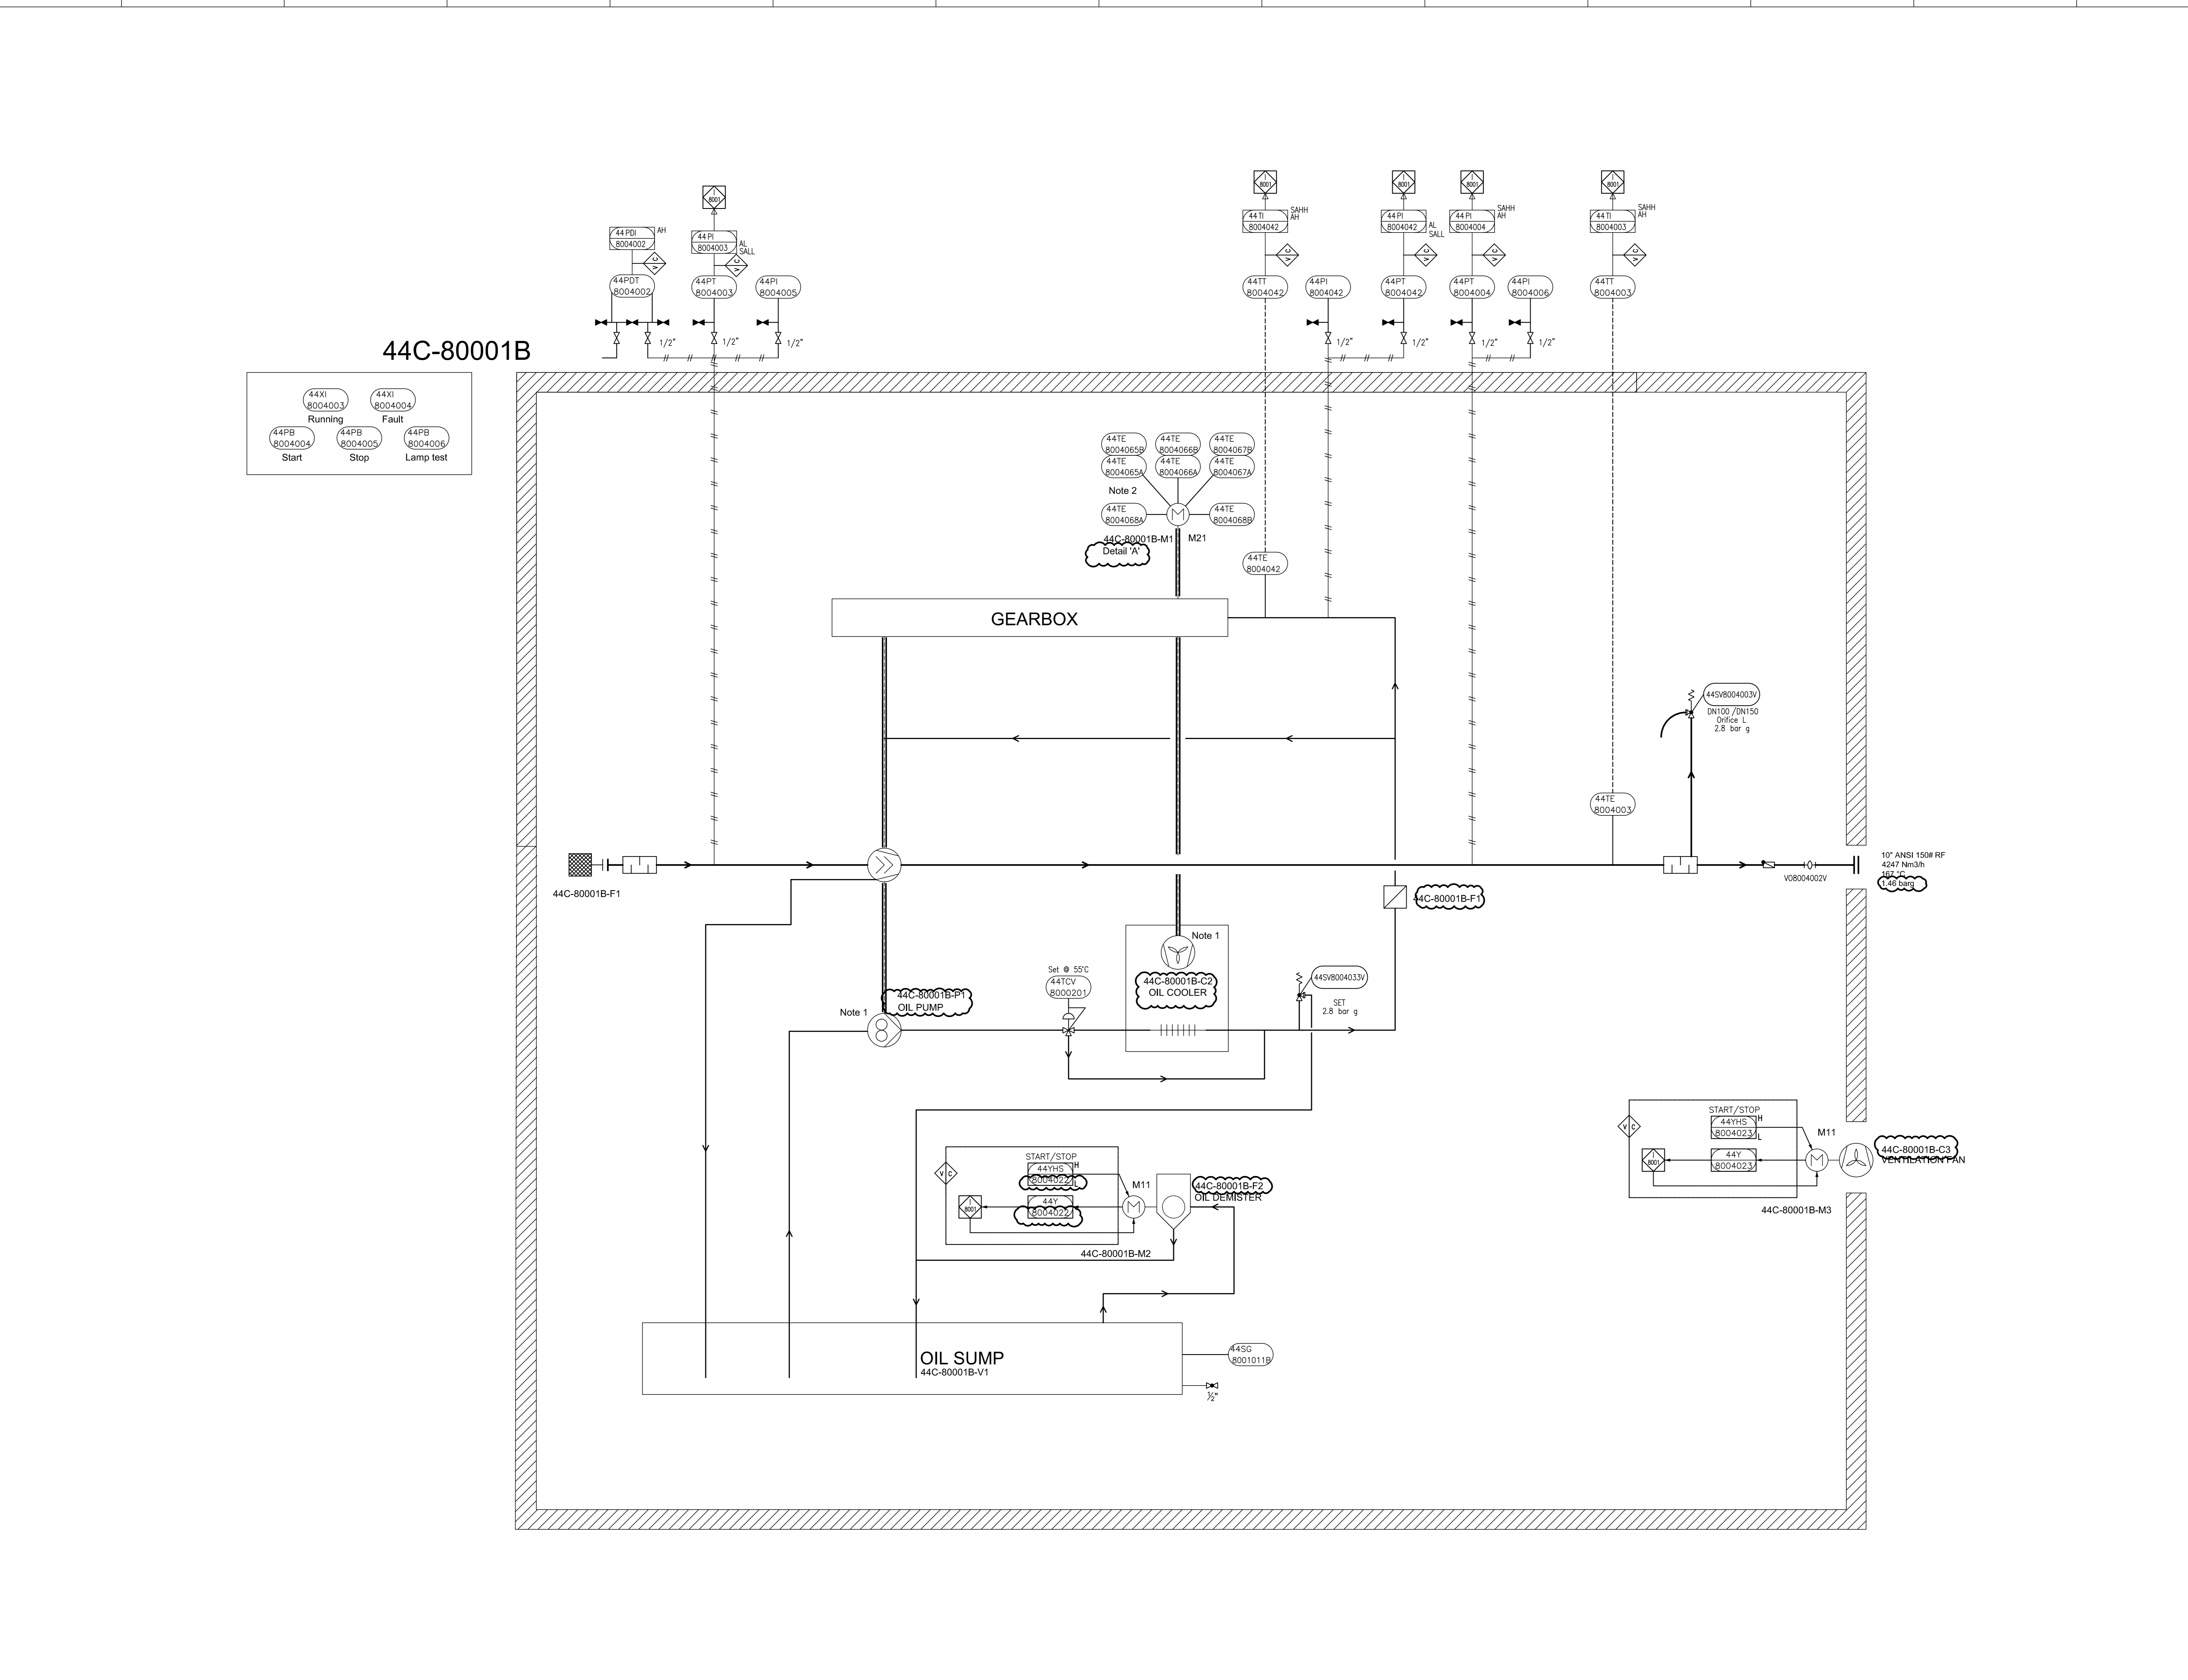 I
8001
44 PDI
8004002
AH
44 PI
8004003
AL
SALL
V C
V C
44PDT
8004002
44PT
8004003
44PI
8004005
1/2"
1/2"
1/2"
I
8001
I
8001
I
8001
I
8001
44 TI
8004042
SAHH
AH
44 PI
8004042
AL
SALL
44 PI
8004004
SAHH
AH
44 TI
8004003
SAHH
AH
V C
V C
V C
V C
44TT
8004042
44PI
8004042
44PT
8004042
44PT
8004004
44PI
8004006
44TT
8004003
1/2"
1/2"
1/2"
1/2"
44C-80001B
44XI
8004003
Running
44XI
8004004
Fault
44PB
8004004
Start
44PB
8004005
Stop
44PB
8004006
Lamp test
44TE
8004065B
44TE
8004066B
44TE
8004067B
44TE
8004065A
44TE
8004066A
44TE
8004067A
Note 2
44TE
8004068A
M
44TE
8004068B
44C-80001B-M1
M21
Detail 'A'
44TE
8004042
GEARBOX
44SV8004003V
DN100 /DN150
Orifice L
2.8 bar g
44TE
8004003
44C-80001B-F1
VO8004002V
10" ANSI 150# RF
4247 Nm3/h
167 °C
1.46 barg
44C-80001B-F1
Note 1
44C-80001B-C2
OIL COOLER
Set @ 55°C
44TCV
8000201
44SV8004033V
SET
2.8 bar g
44C-80001B-P1
OIL PUMP
Note 1
START/STOP
44YHS
8004022
H
L
V C
I
8001
44Y
8004022
M11
M
44C-80001B-F2
OIL DEMISTER
44C-80001B-M2
START/STOP
44YHS
8004023
H
L
V C
I
8001
44Y
8004023
M11
M
44C-80001B-C3
VENTILATION FAN
44C-80001B-M3
OIL SUMP
44C-80001B-V1
44SG
8001011B
1/2"